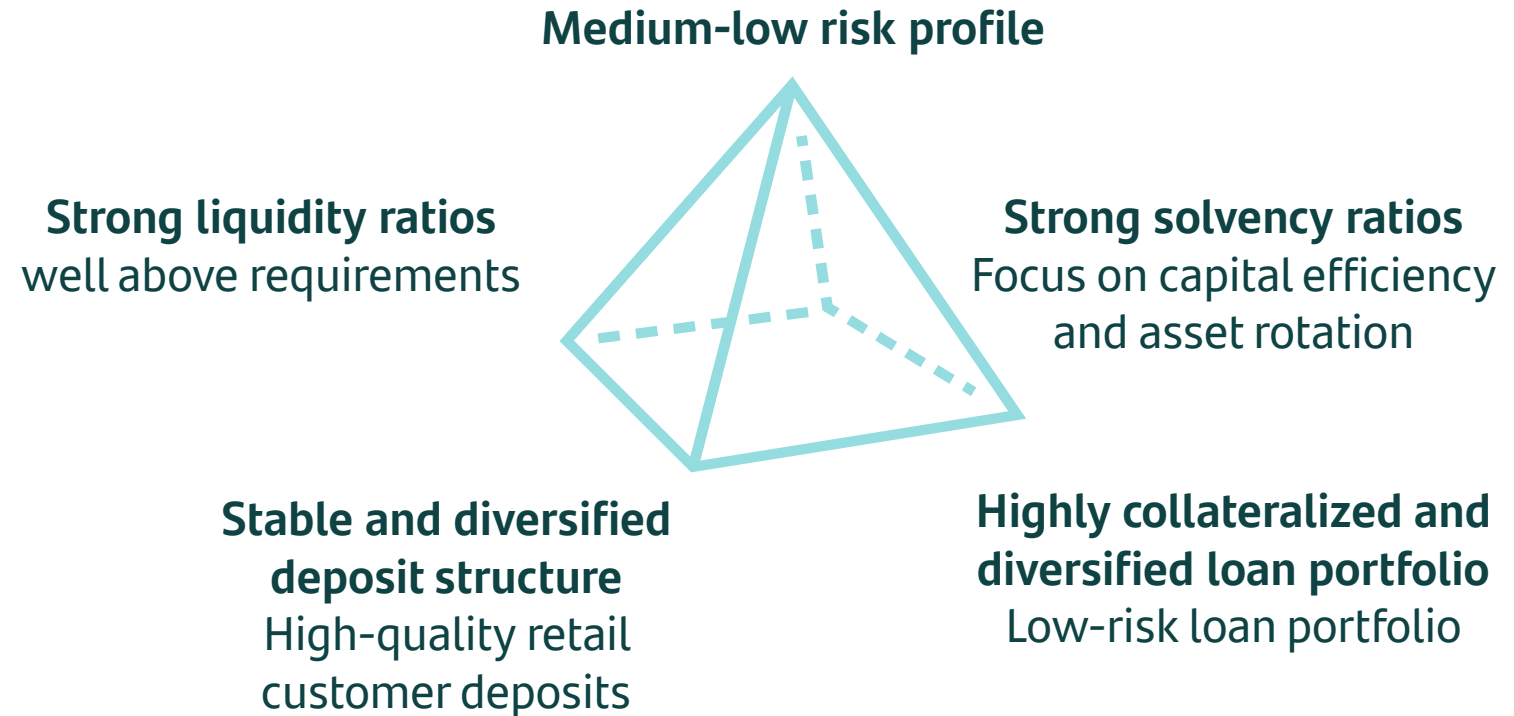 Medium-low risk profile
Strong liquidity ratios
well above requirements
Strong solvency ratios
Focus on capital efficiency
and asset rotation
Stable and diversified
deposit structure
High-quality retail
customer deposits
Highly collateralized and
diversified loan portfolio
Low-risk loan portfolio